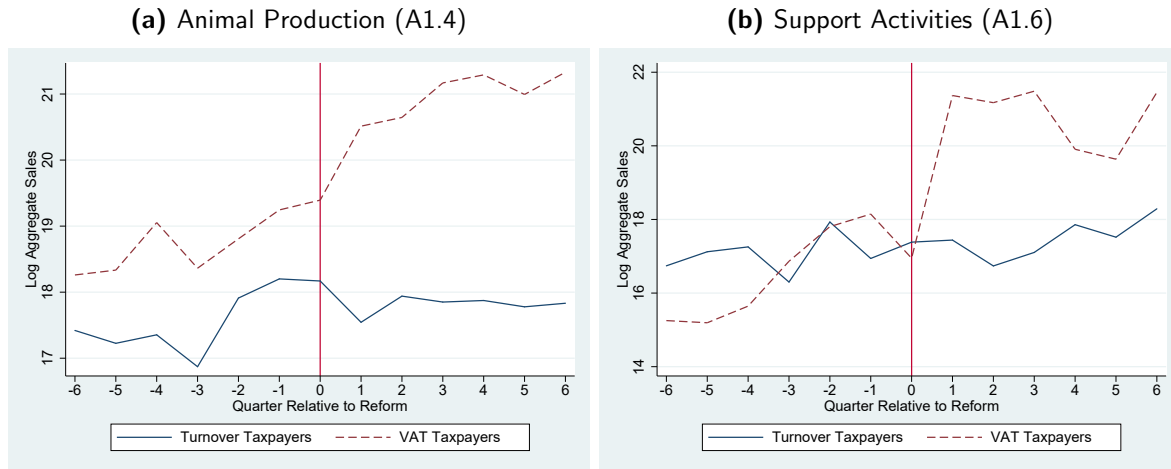 (a) Animal Production (A1.4)
Log Aggregate Sales
21
20
19
18
17
-6 -5 -4 -3 -2 -1 0 1 2 3 4 5 6
Quarter Relative to Reform
Turnover Taxpayers VAT Taxpayers
(b) Support Activities (A1.6)
Log Aggregate Sales
22
20
18
16
14
-6 -5 -4 -3 -2 -1 0 1 2 3 4 5 6
Quarter Relative to Reform
Turnover Taxpayers VAT Taxpayers